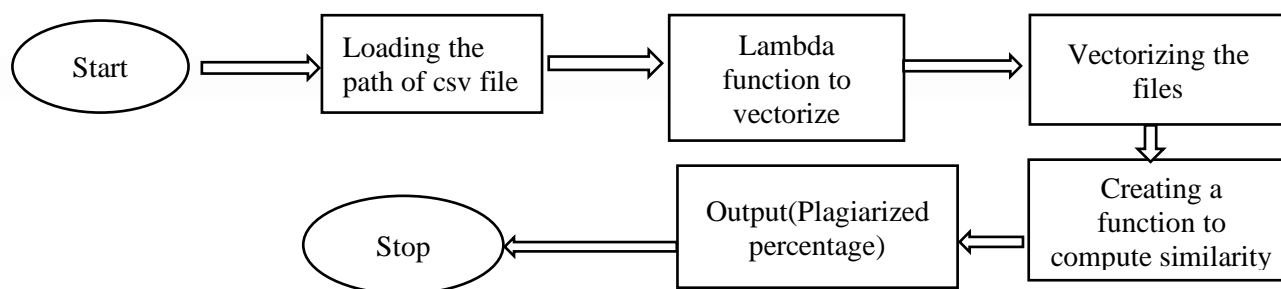 Start
Loading the
path of csv file
Lambda
function to
vectorize
Vectorizing the
files
Creating a
function to
compute similarity
Output(Plagiarized
percentage)
Stop